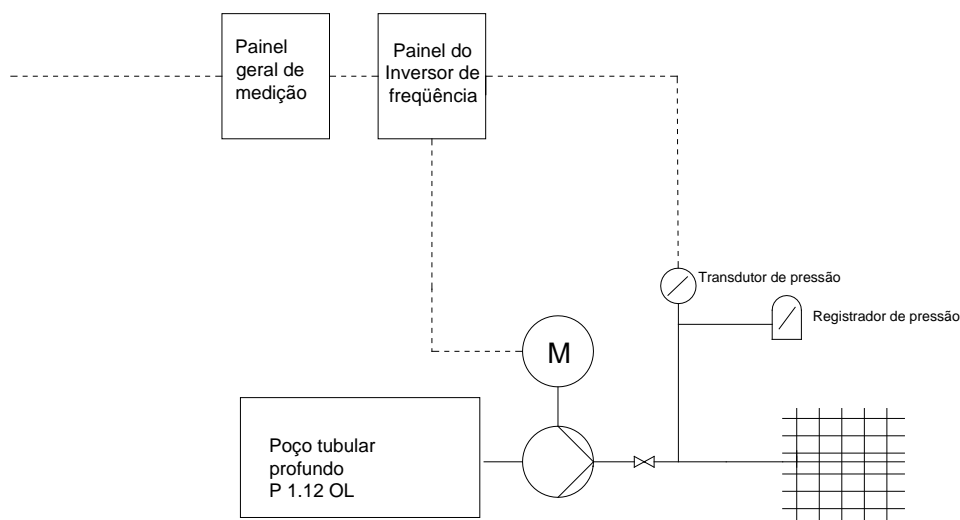 Painel
geral de
medição
Painel do
Inversor de
freqüência
Transdutor de pressão
Registrador de pressão
M
Poço tubular
profundo
P 1.12 OL